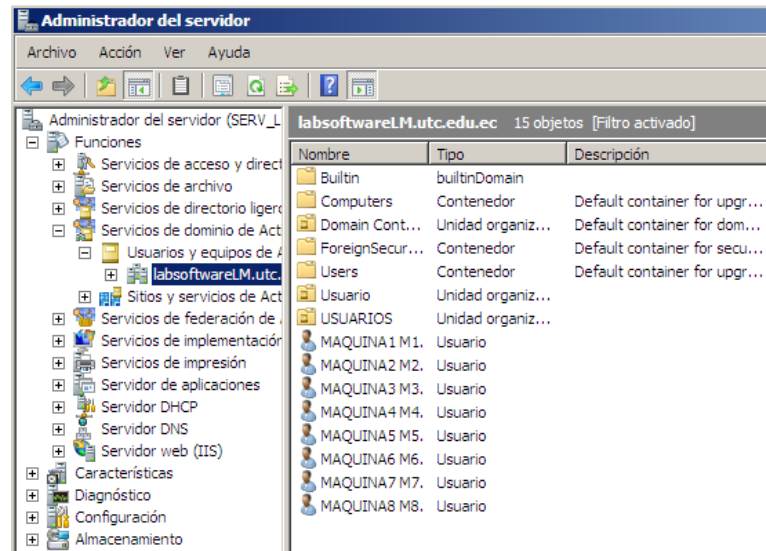 Administrador del servidor
Archivo Acción Ver Ayuda
Administrador del servidor (SERV_L
Funciones
Servicios de acceso y direct
Servicios de archivo
Servicios de directorio ligero
Servicios de dominio de Act
Usuarios y equipos de A
labsoftwareLM.utc.
Sitios y servicios de Act
Servicios de federación de
Servicios de implementación
Servicios de impresión
Servidor de aplicaciones
Servidor DHCP
Servidor DNS
Servidor web (IIS)
Características
Diagnóstico
Configuración
Almacenamiento
labsoftwareLM.utc.edu.ec 15 objetos [Filtro activado]
Nombre Tipo Descripción
Builtin builtinDomain
Computers Contenedor Default container for upgr...
Domain Cont... Unidad organiz... Default container for dom...
ForeignSecur... Contenedor Default container for secu...
Users Contenedor Default container for upgr...
Usuario Unidad organiz...
USUARIOS Unidad organiz...
MAQUINA1 M1. Usuario
MAQUINA2 M2. Usuario
MAQUINA3 M3. Usuario
MAQUINA4 M4. Usuario
MAQUINA5 M5. Usuario
MAQUINA6 M6. Usuario
MAQUINA7 M7. Usuario
MAQUINA8 M8. Usuario